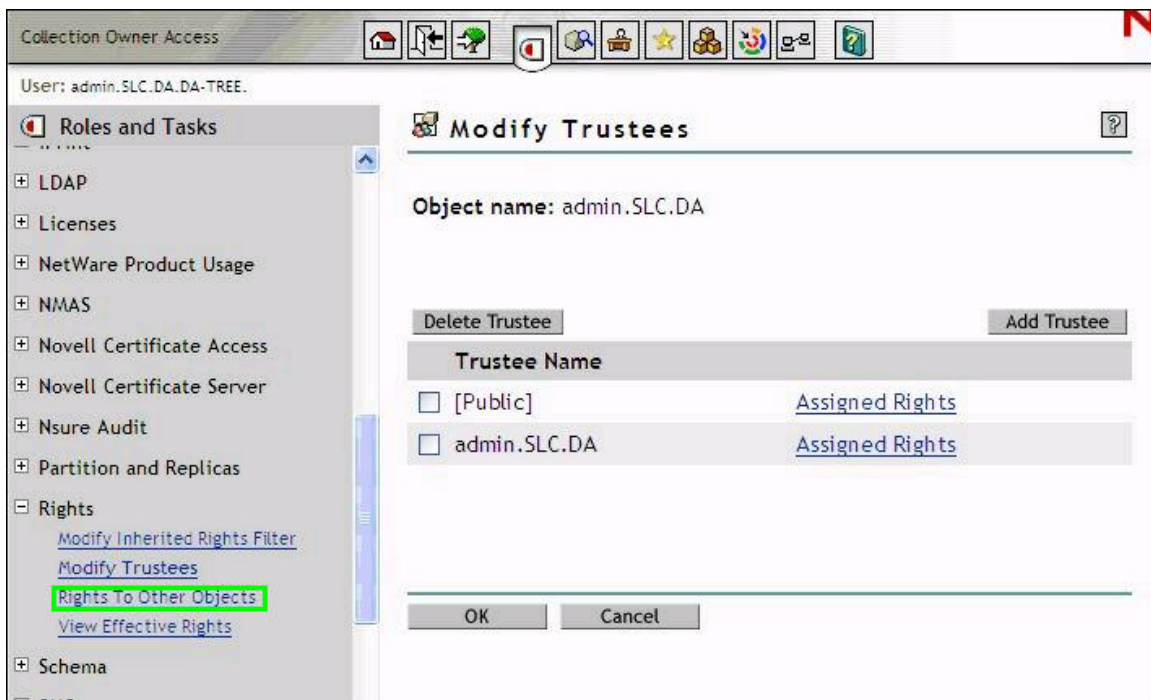 Collection Owner Access
User: admin.SLC.DA.DA-TREE.
Roles and Tasks
LDAP
Licenses
NetWare Product Usage
NMAS
Novell Certificate Access
Novell Certificate Server
Nsure Audit
Partition and Replicas
Rights
Modify Inherited Rights Filter
Modify Trustees
Rights To Other Objects
View Effective Rights
Schema
Modify Trustees
Object name: admin.SLC.DA
Delete Trustee Add Trustee
Trustee Name
[Public] Assigned Rights
admin.SLC.DA Assigned Rights
OK Cancel